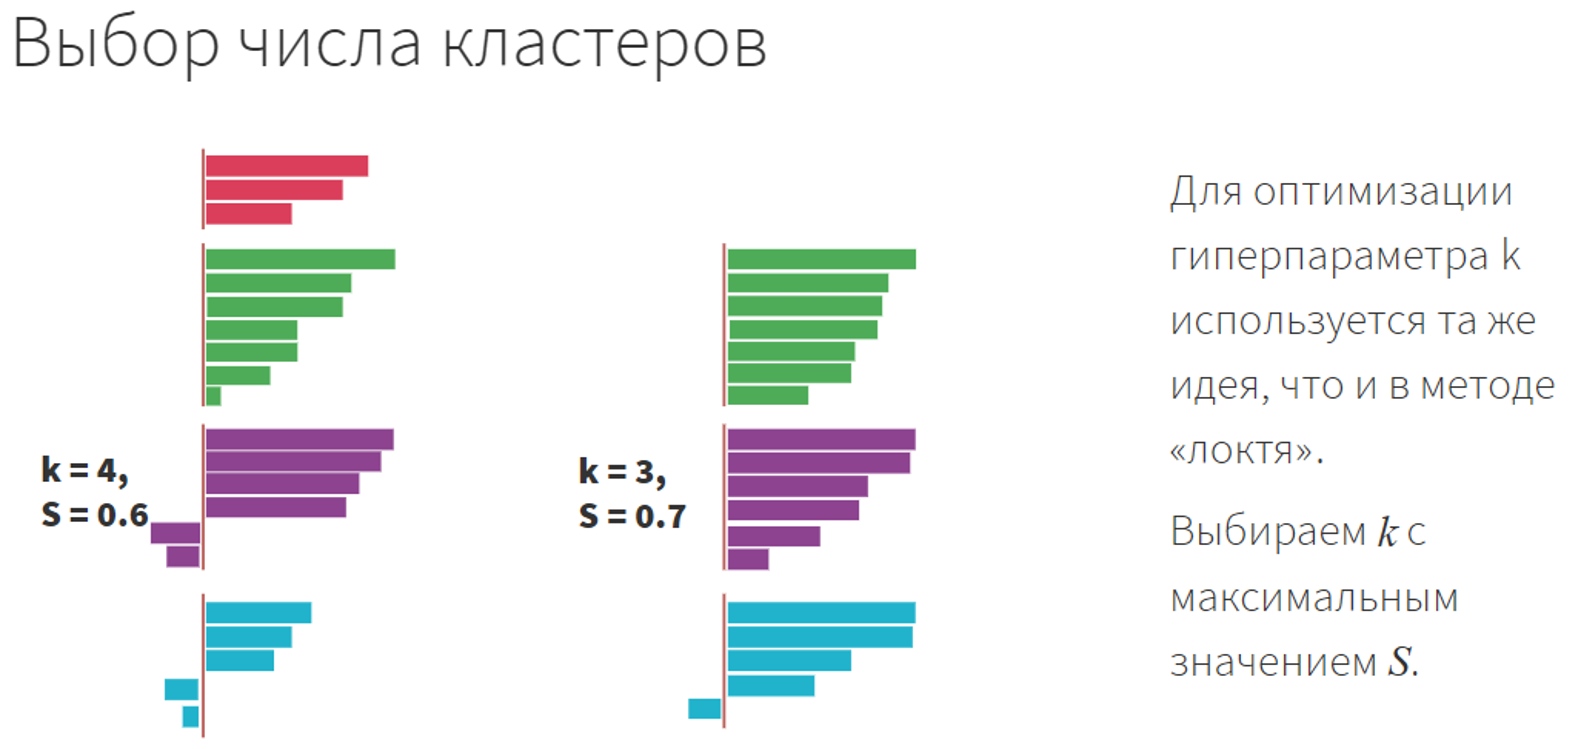 Выбор числа кластеров
k = 4,
S = 0.6
k = 3,
S = 0.7
Для оптимизации
гиперпараметра k
используется та же
идея, что и в методе
«локтя».
Выбираем k с
максимальным
значением S.